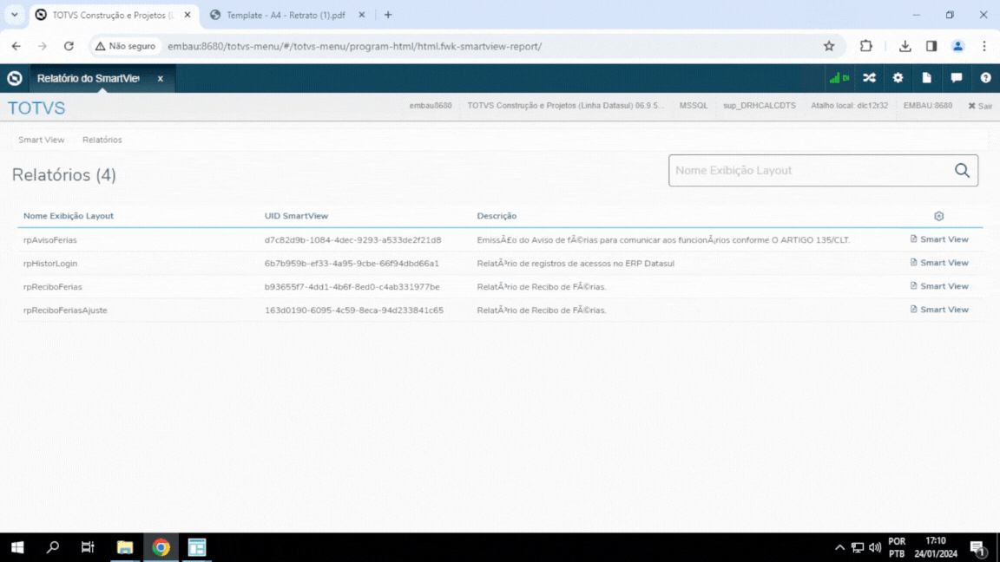 TOTVS Construção e Projetos (L
Template - A4 - Retrato (1).pdf
Não seguro
embau:8680/totvs-menu/#/totvs-menu/program-html/html.fwk-smartview-report/
Relatório do SmartView
x
DI
TOTVS
embau8680
TOTVS Construção e Projetos (Linha Datasul) 06.9.5...
MSSQL
sup_DRHCALCDTS
Atalho local: dlc12r32
EMBAU:8680
Sair
Smart View
Relatórios
Relatórios (4)
Nome Exibição Layout
Nome Exibição Layout UID SmartView Descrição
rpAvisoFerias d7c82d9b-1084-4dec-9293-a533de2f21d8 EmissÃ£o do Aviso de fÃ©rias para comunicar aos funcionÃ¡rios conforme O ARTIGO 135/CLT. Smart View
rpHistorLogin 6b7b959b-ef33-4a95-9cbe-66f94dbd66a1 RelatÃ³rio de registros de acessos no ERP Datasul Smart View
rpReciboFerias b93655f7-4dd1-4b6f-8ed0-c4ab331977be RelatÃ³rio de Recibo de FÃ©rias. Smart View
rpReciboFeriasAjuste 163d0190-6095-4c59-8eca-94d233841c65 RelatÃ³rio de Recibo de FÃ©rias. Smart View
POR
PTB
17:10
24/01/2024
1